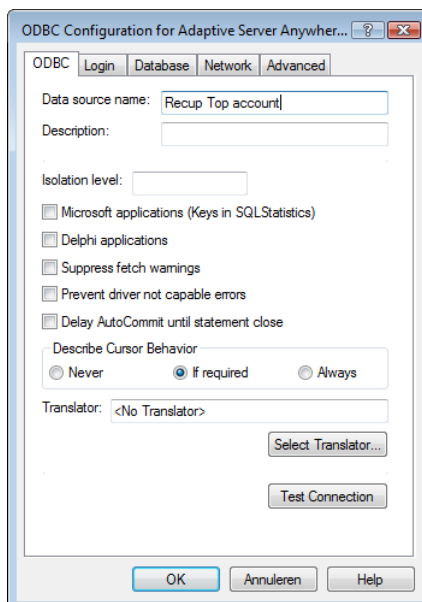 ODBC Configuration for Adaptive Server Anywher...
ODBC Login Database Network Advanced
Data source name: Recup Top account
Description:
Isolation level:
Microsoft applications (Keys in SQLStatistics)
Delphi applications
Suppress fetch warnings
Prevent driver not capable errors
Delay AutoCommit until statement close
Describe Cursor Behavior
Never If required Always
Translator: <No Translator>
Select Translator...
Test Connection
OK Annuleren Help